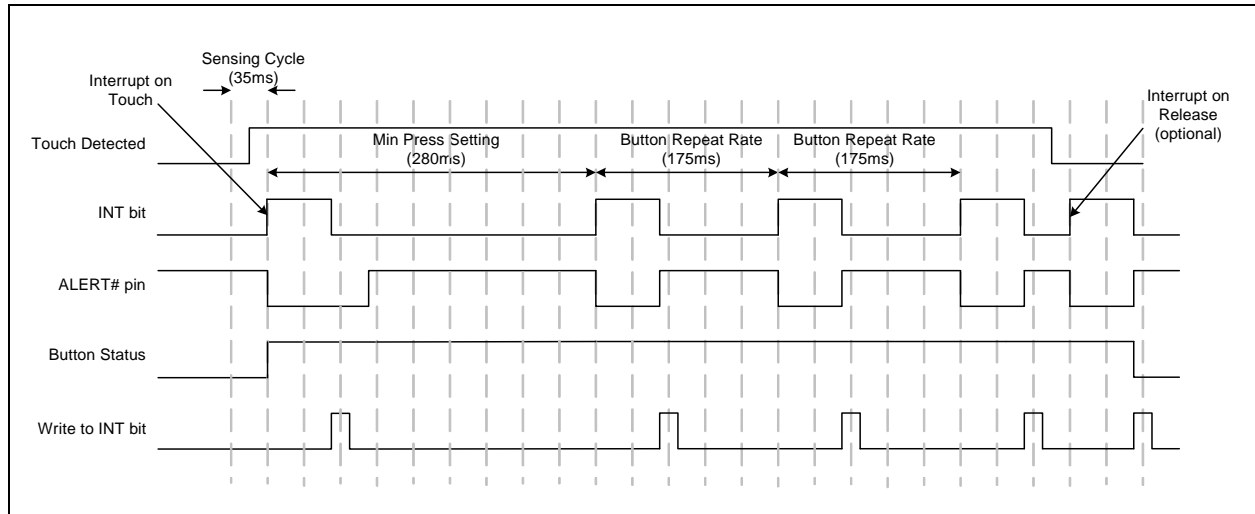 Sensing Cycle
(35ms)
Interrupt on
Touch
Interrupt on
Release
(optional)
Touch Detected
Min Press Setting
(280ms)
Button Repeat Rate
(175ms)
Button Repeat Rate
(175ms)
INT bit
ALERT# pin
Button Status
Write to INT bit